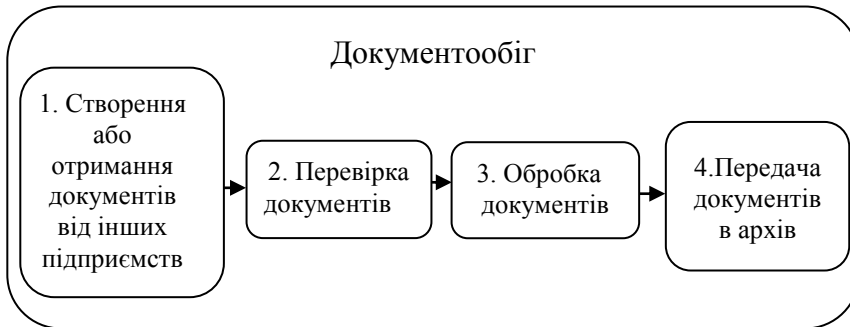 Документообіг
1. Створення
або
отримання
документів
від інших
підприємств
2. Перевірка
документів
3. Обробка
документів
4.Передача
документів
в архів